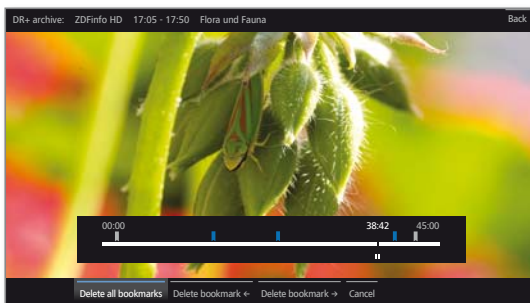 DR+ archive: ZDFinfo HD 17:05 - 17:50 Flora und Fauna Back
00:00 38:42 45:00
Delete all bookmarks Delete bookmark ← Delete bookmark → Cancel